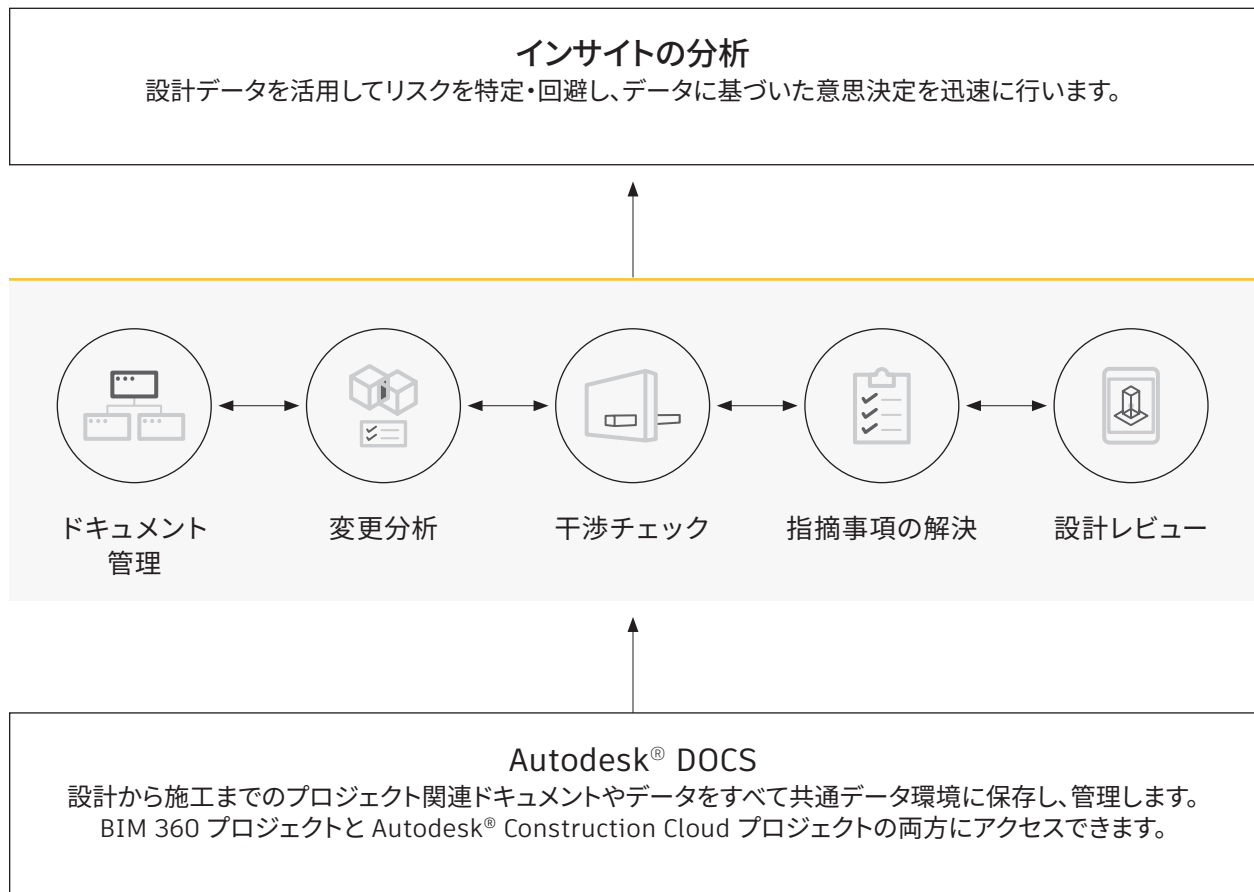 インサイトの分析
設計データを活用してリスクを特定・回避し、データに基づいた意思決定を迅速に行います。
ドキュメント
管理
変更分析
干渉チェック
指摘事項の解決
設計レビュー
Autodesk® DOCS
設計から施工までのプロジェクト関連ドキュメントやデータをすべて共通データ環境に保存し、管理します。
BIM 360 プロジェクトと Autodesk® Construction Cloud プロジェクトの両方にアクセスできます。